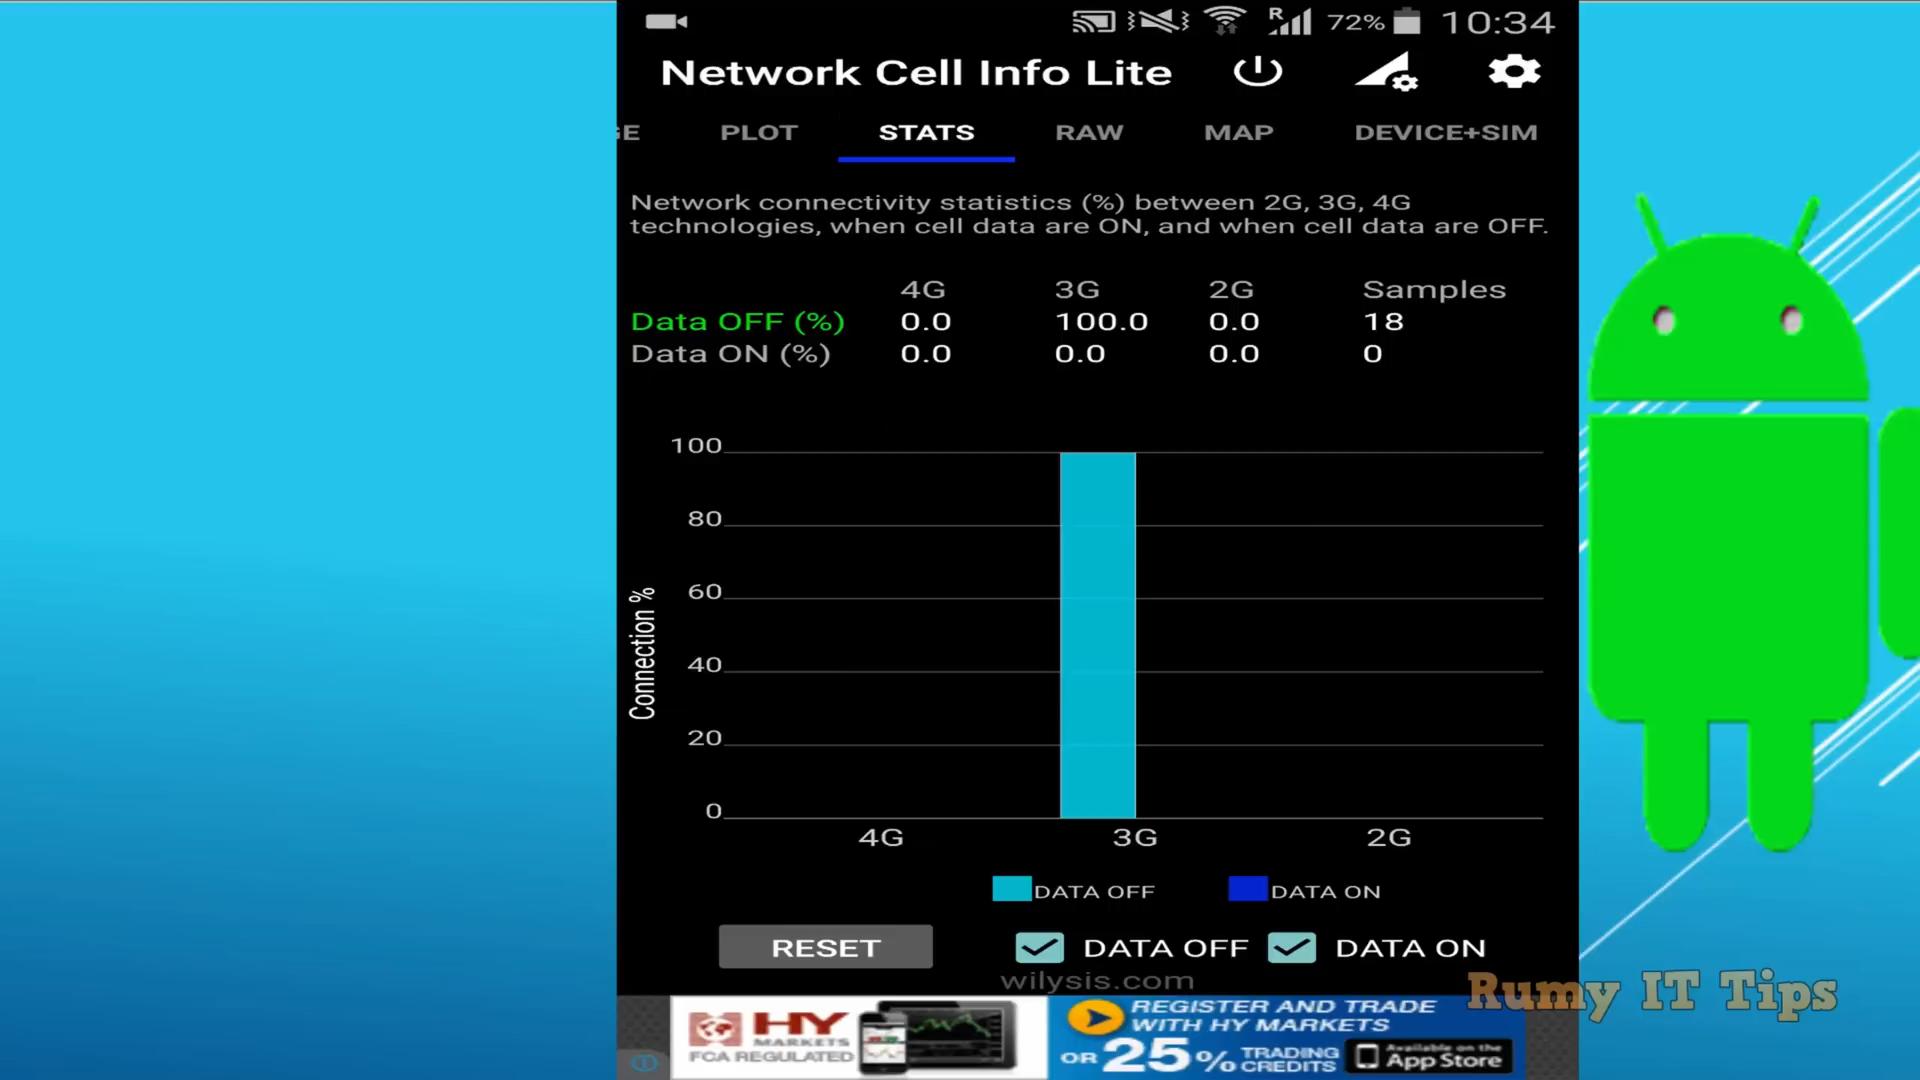 R 72% 10:34
Network Cell Info Lite
GE PLOT STATS RAW MAP DEVICE+SIM
Network connectivity statistics (%) between 2G, 3G, 4G
technologies, when cell data are ON, and when cell data are OFF.
4G 3G 2G Samples
Data OFF (%) 0.0 100.0 0.0 18
Data ON (%) 0.0 0.0 0.0 0
100
80
60
40
20
0
Connection %
4G 3G 2G
DATA OFF DATA ON
RESET DATA OFF DATA ON
wilysis.com
Rumy IT Tips
HY
MARKETS
FCA REGULATED
REGISTER AND TRADE
WITH HY MARKETS
OR 25% TRADING
CREDITS
Available on the
App Store